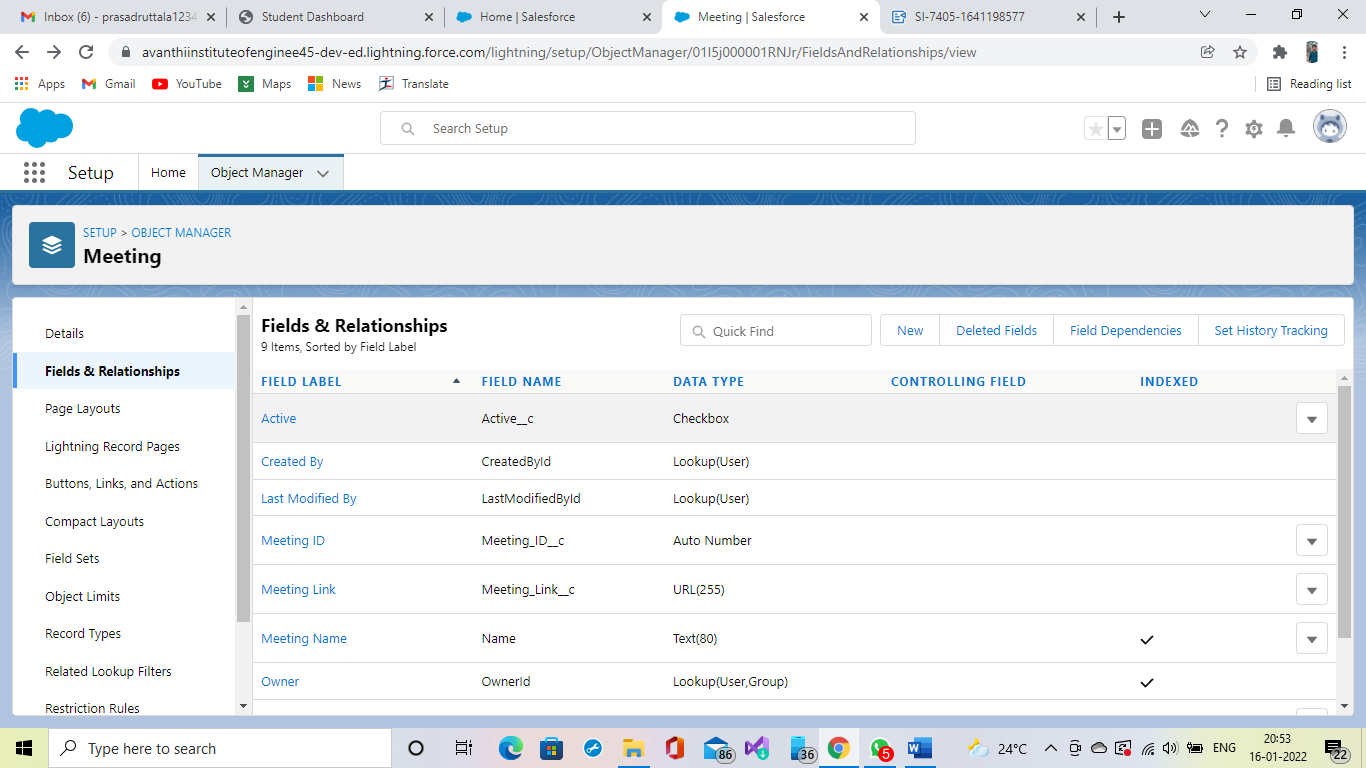 Inbox (6) - prasadruttala1234
Student Dashboard
Home | Salesforce
Meeting | Salesforce
SI-7405-1641198577
avanthiinstituteofenginee45-dev-ed.lightning.force.com/lightning/setup/ObjectManager/01I5j000001RNJr/FieldsAndRelationships/view
Apps Gmail YouTube Maps News Translate Reading list
Search Setup
Setup Home Object Manager
SETUP > OBJECT MANAGER
Meeting
Details
Fields & Relationships
Page Layouts
Lightning Record Pages
Buttons, Links, and Actions
Compact Layouts
Field Sets
Object Limits
Record Types
Related Lookup Filters
Restriction Rules
Fields & Relationships
9 Items, Sorted by Field Label
Quick Find
New Deleted Fields Field Dependencies Set History Tracking
FIELD LABEL FIELD NAME DATA TYPE CONTROLLING FIELD INDEXED
Active Active__c Checkbox
Created By CreatedById Lookup(User)
Last Modified By LastModifiedById Lookup(User)
Meeting ID Meeting_ID__c Auto Number
Meeting Link Meeting_Link__c URL(255)
Meeting Name Name Text(80)
Owner OwnerId Lookup(User,Group)
Type here to search
86
36
5
24°C
ENG
20:53
16-01-2022
22